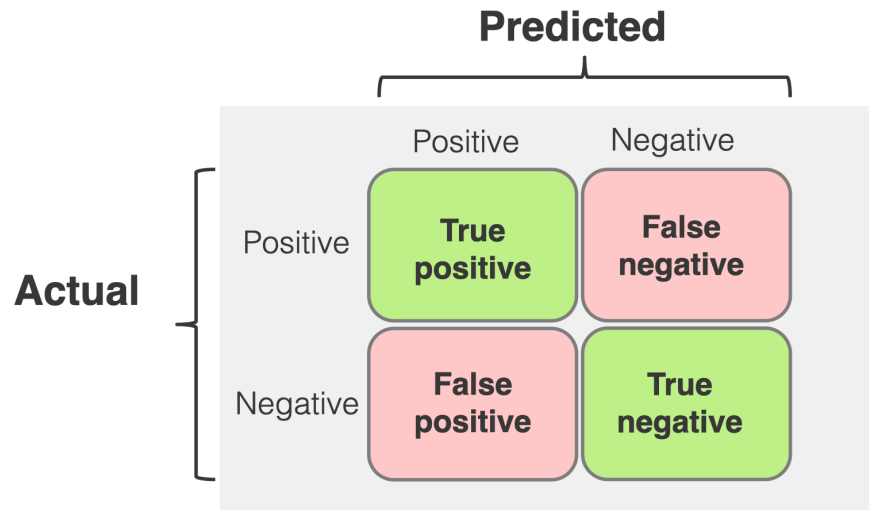 Predicted
Positive Negative
Actual
Positive
True
positive
False
negative
Negative
False
positive
True
negative